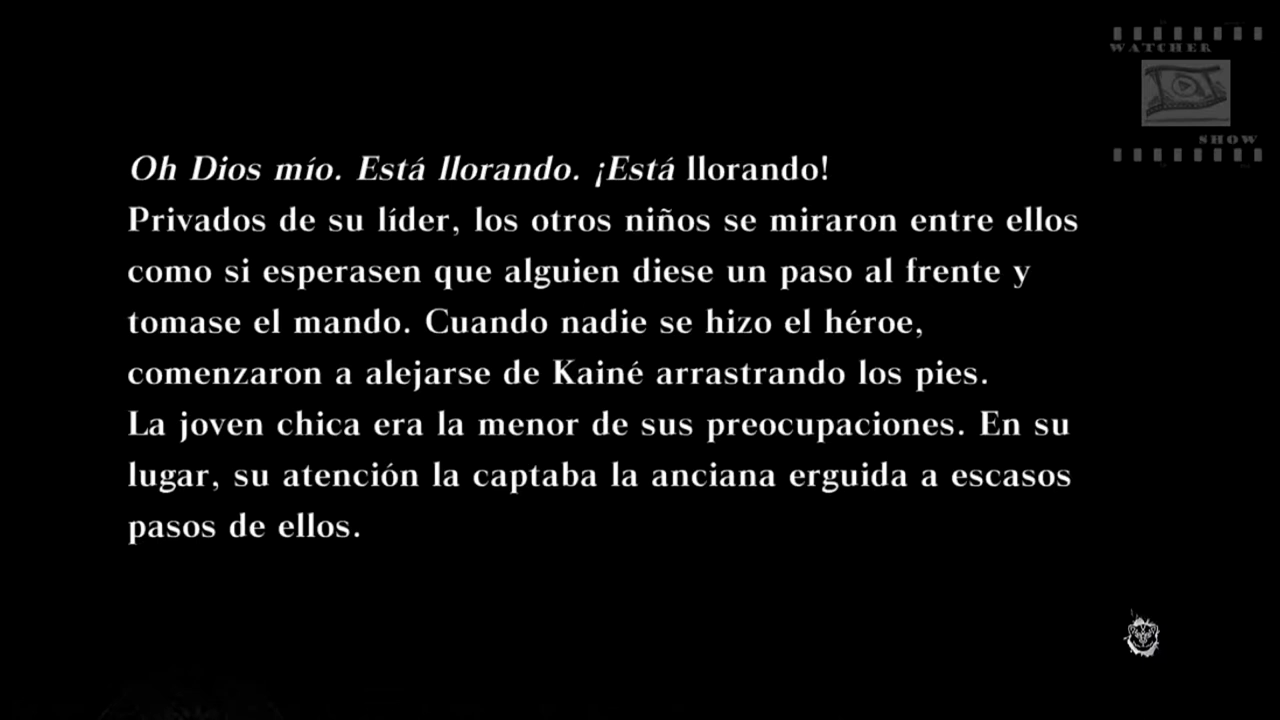 WATCHER
SHOW
Oh Dios mío. Está llorando. ¡Está llorando!
Privados de su líder, los otros niños se miraron entre ellos
como si esperasen que alguien diese un paso al frente y
tomase el mando. Cuando nadie se hizo el héroe,
comenzaron a alejarse de Kainé arrastrando los pies.
La joven chica era la menor de sus preocupaciones. En su
lugar, su atención la captaba la anciana erguida a escasos
pasos de ellos.